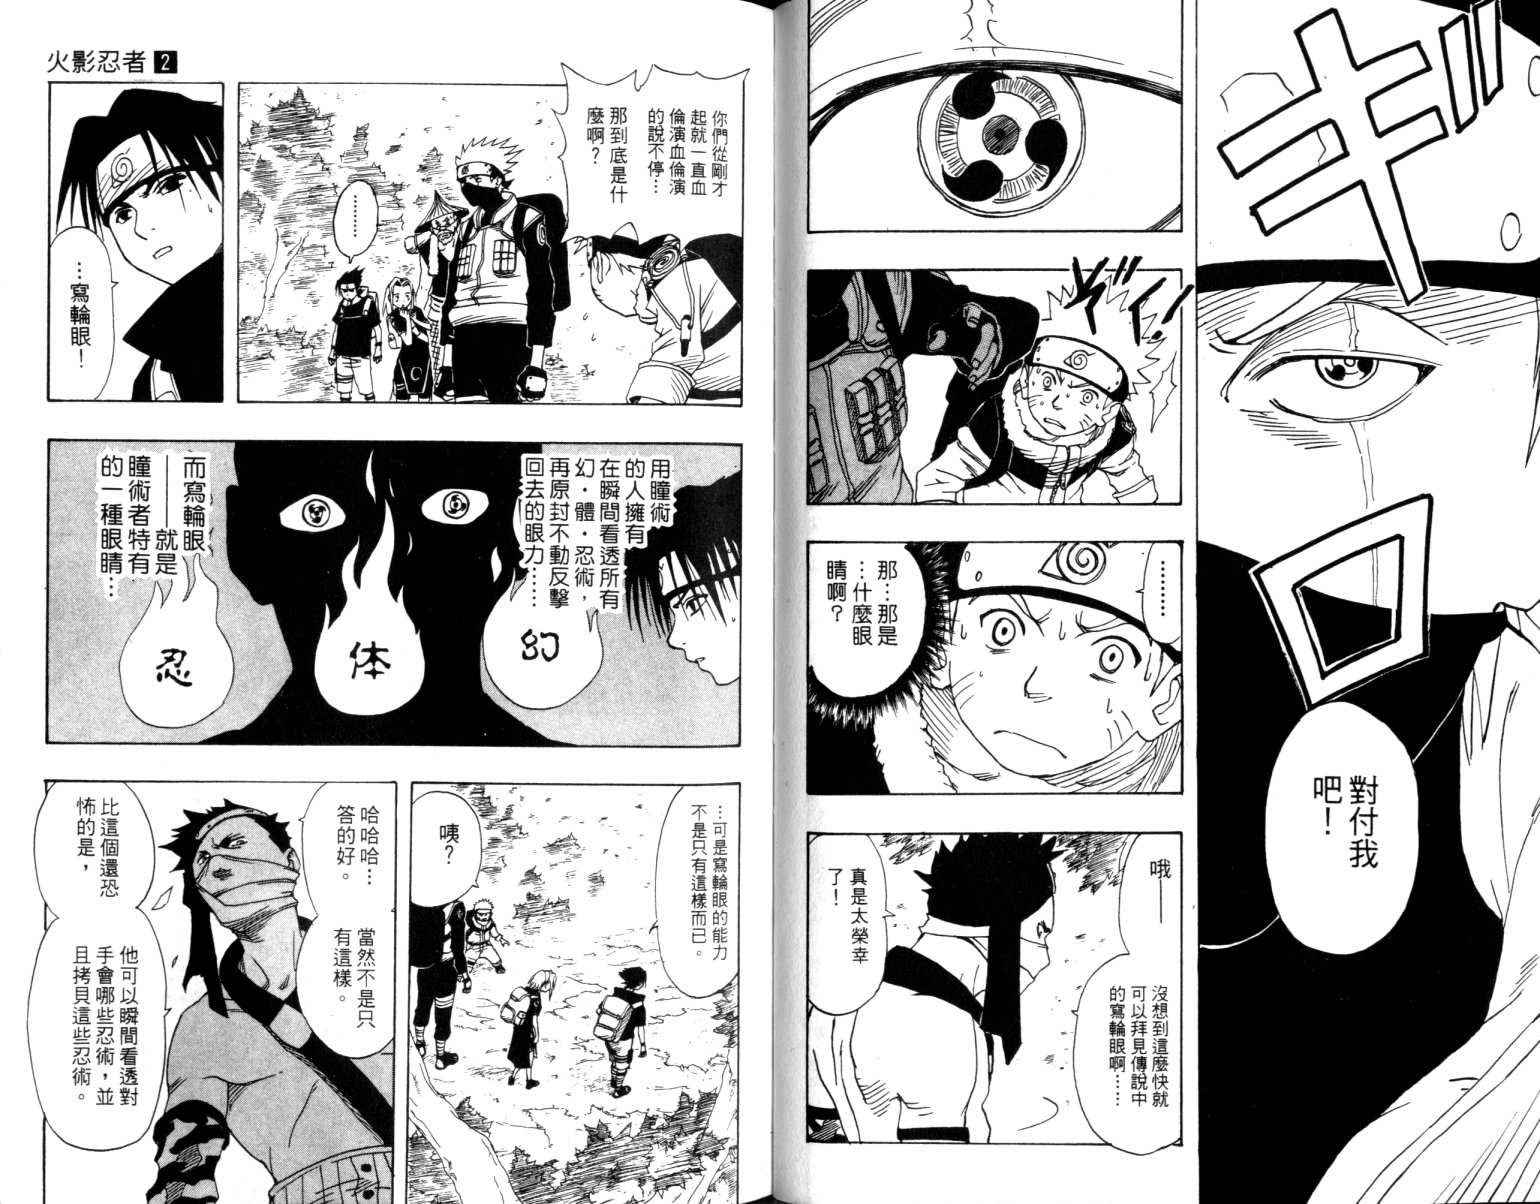 ギ
對付我
吧！
ギ
ン！
……
那…那是
…什麼眼
睛啊？
哦——
沒想到這麼快就
可以拜見傳說中
的寫輪眼啊……
真是太榮幸
了！
火影忍者 2
你們從剛才
起就一直血
倫演血倫演
的說不停…
那到底是什
麼啊？
………
…寫輪眼！
用瞳術
的人擁有
在瞬間看透所有
幻・體・忍術，
再原封不動反擊
回去的眼力……
而寫輪眼
——就是
瞳術者特有
的一種眼睛…
幻
体
忍
…可是寫輪眼的能力
不是只有這樣而已。
咦？
哈哈哈…
答的好。
當然不是只
有這樣。
比這個還恐
怖的是，
他可以瞬間看透對
手會哪些忍術，並
且拷貝這些忍術。